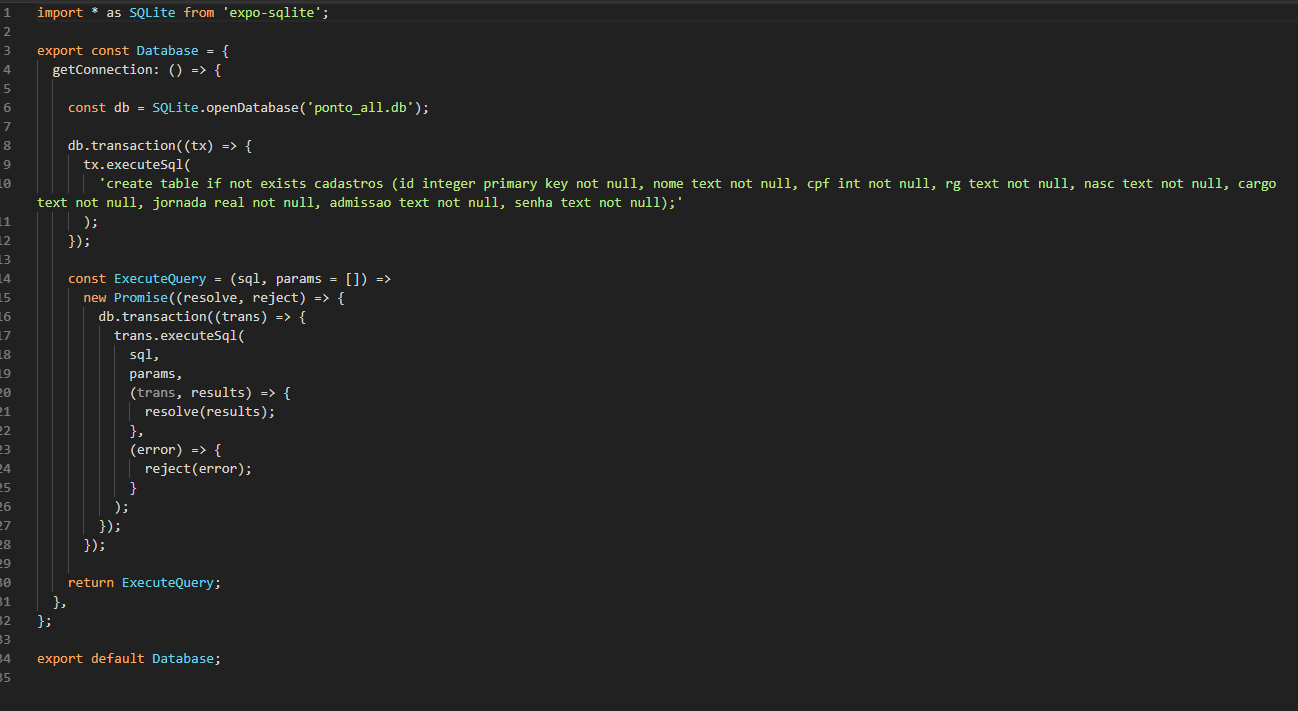 1 import * as SQLite from 'expo-sqlite';
2
3 export const Database = {
4   getConnection: () => {
5
6     const db = SQLite.openDatabase('ponto_all.db');
7
8     db.transaction((tx) => {
9       tx.executeSql(
10         'create table if not exists cadastros (id integer primary key not null, nome text not null, cpf int not null, rg text not null, nasc text not null, cargo
text not null, jornada real not null, admissao text not null, senha text not null);'
11       );
12     });
13
14     const ExecuteQuery = (sql, params = []) =>
15       new Promise((resolve, reject) => {
16         db.transaction((trans) => {
17           trans.executeSql(
18             sql,
19             params,
20             (trans, results) => {
21               resolve(results);
22             },
23             (error) => {
24               reject(error);
25             }
26           );
27         });
28       });
29
30     return ExecuteQuery;
31   },
32 };
33
34 export default Database;
35